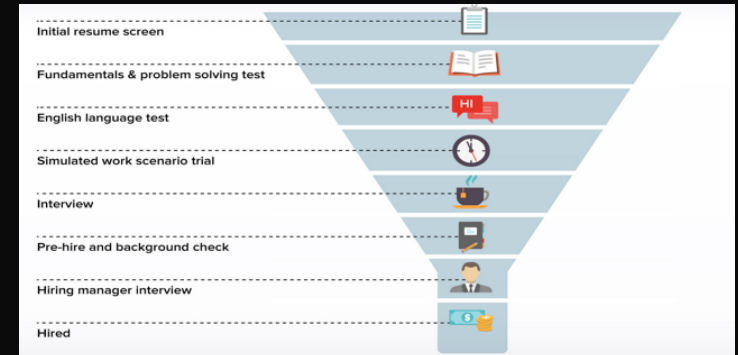 Initial resume screen
Fundamentals & problem solving test
HI
English language test
Simulated work scenario trial
Interview
Pre-hire and background check
Hiring manager interview
$
Hired